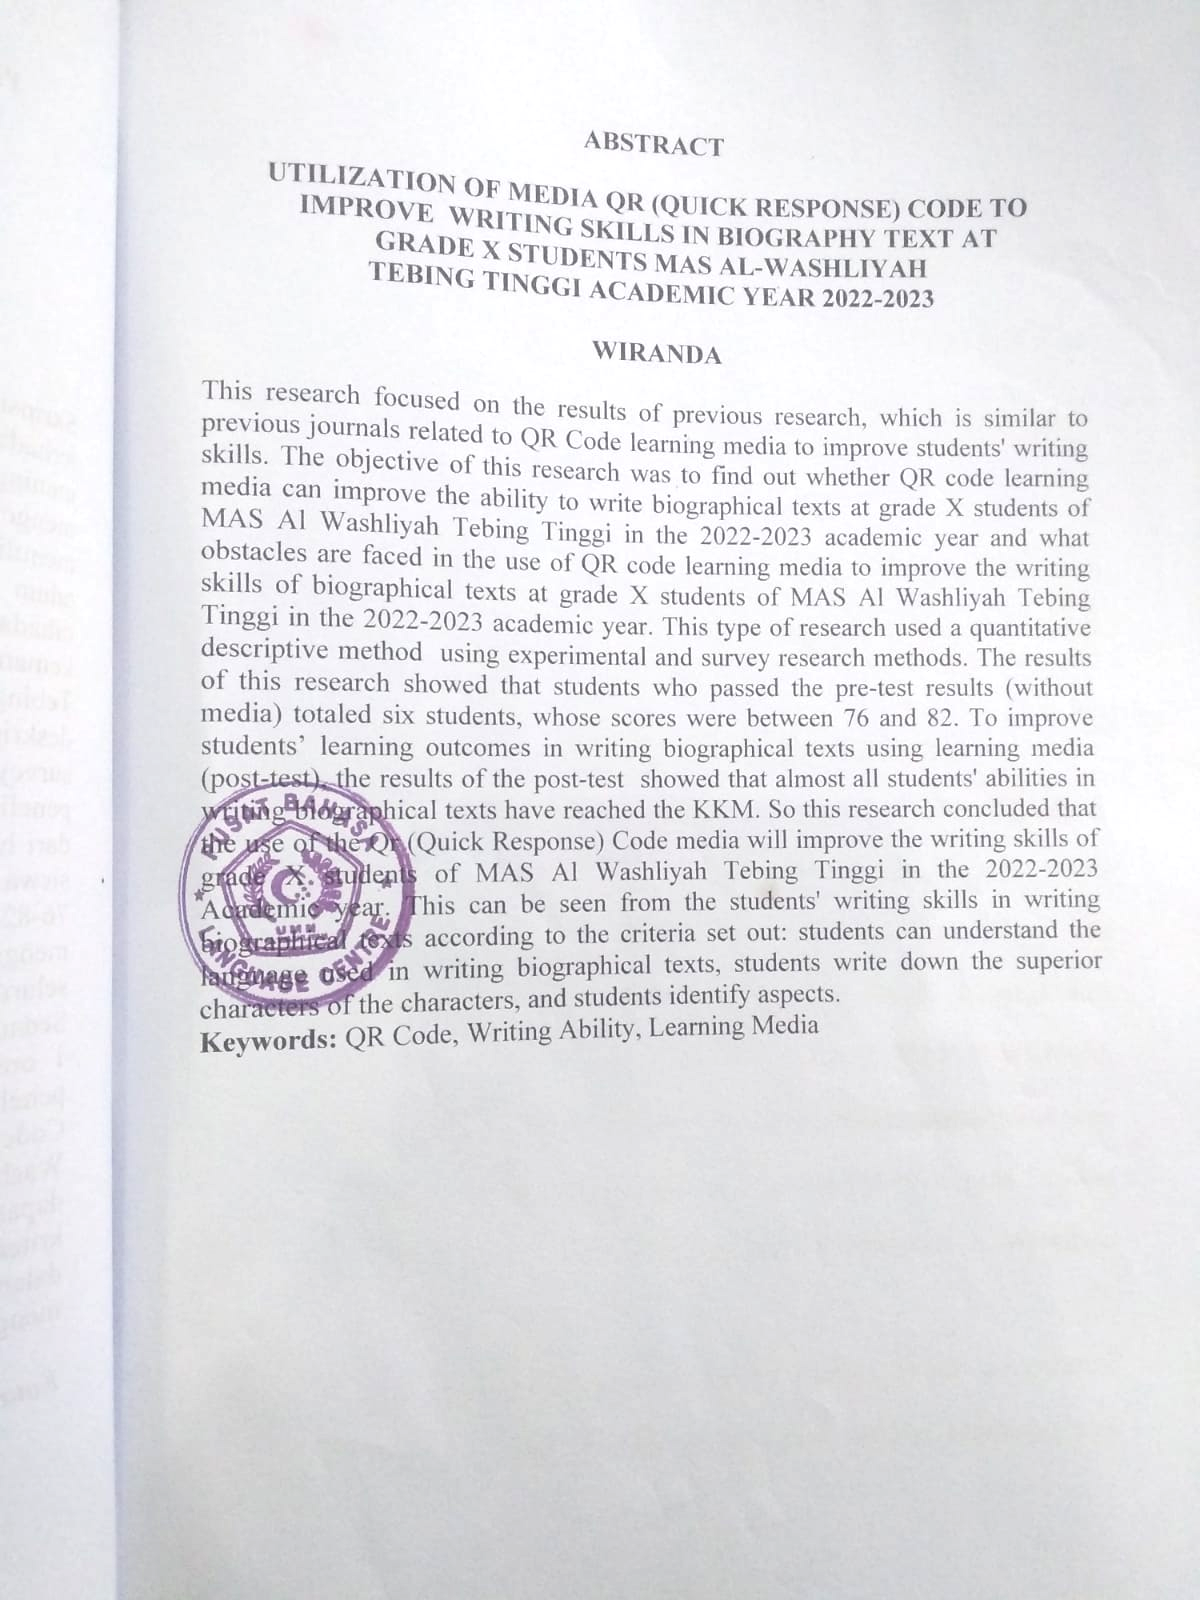 ABSTRACT
UTILIZATION OF MEDIA QR (QUICK RESPONSE) CODE TO
IMPROVE WRITING SKILLS IN BIOGRAPHY TEXT AT
GRADE X STUDENTS MAS AL-WASHLIYAH
TEBING TINGGI ACADEMIC YEAR 2022-2023
WIRANDA
This research focused on the results of previous research, which is similar to
previous journals related to QR Code learning media to improve students' writing
skills. The objective of this research was to find out whether QR code learning
media can improve the ability to write biographical texts at grade X students of
MAS Al Washliyah Tebing Tinggi in the 2022-2023 academic year and what
obstacles are faced in the use of QR code learning media to improve the writing
skills of biographical texts at grade X students of MAS Al Washliyah Tebing
Tinggi in the 2022-2023 academic year. This type of research used a quantitative
descriptive method using experimental and survey research methods. The results
of this research showed that students who passed the pre-test results (without
media) totaled six students, whose scores were between 76 and 82. To improve
students’ learning outcomes in writing biographical texts using learning media
(post-test), the results of the post-test showed that almost all students' abilities in
writing biographical texts have reached the KKM. So this research concluded that
the use of the Qr (Quick Response) Code media will improve the writing skills of
grade X students of MAS Al Washliyah Tebing Tinggi in the 2022-2023
Academic year. This can be seen from the students' writing skills in writing
biographical texts according to the criteria set out: students can understand the
language used in writing biographical texts, students write down the superior
characters of the characters, and students identify aspects.
Keywords: QR Code, Writing Ability, Learning Media
PUSAT BAHASA
LANGUAGE CENTRE